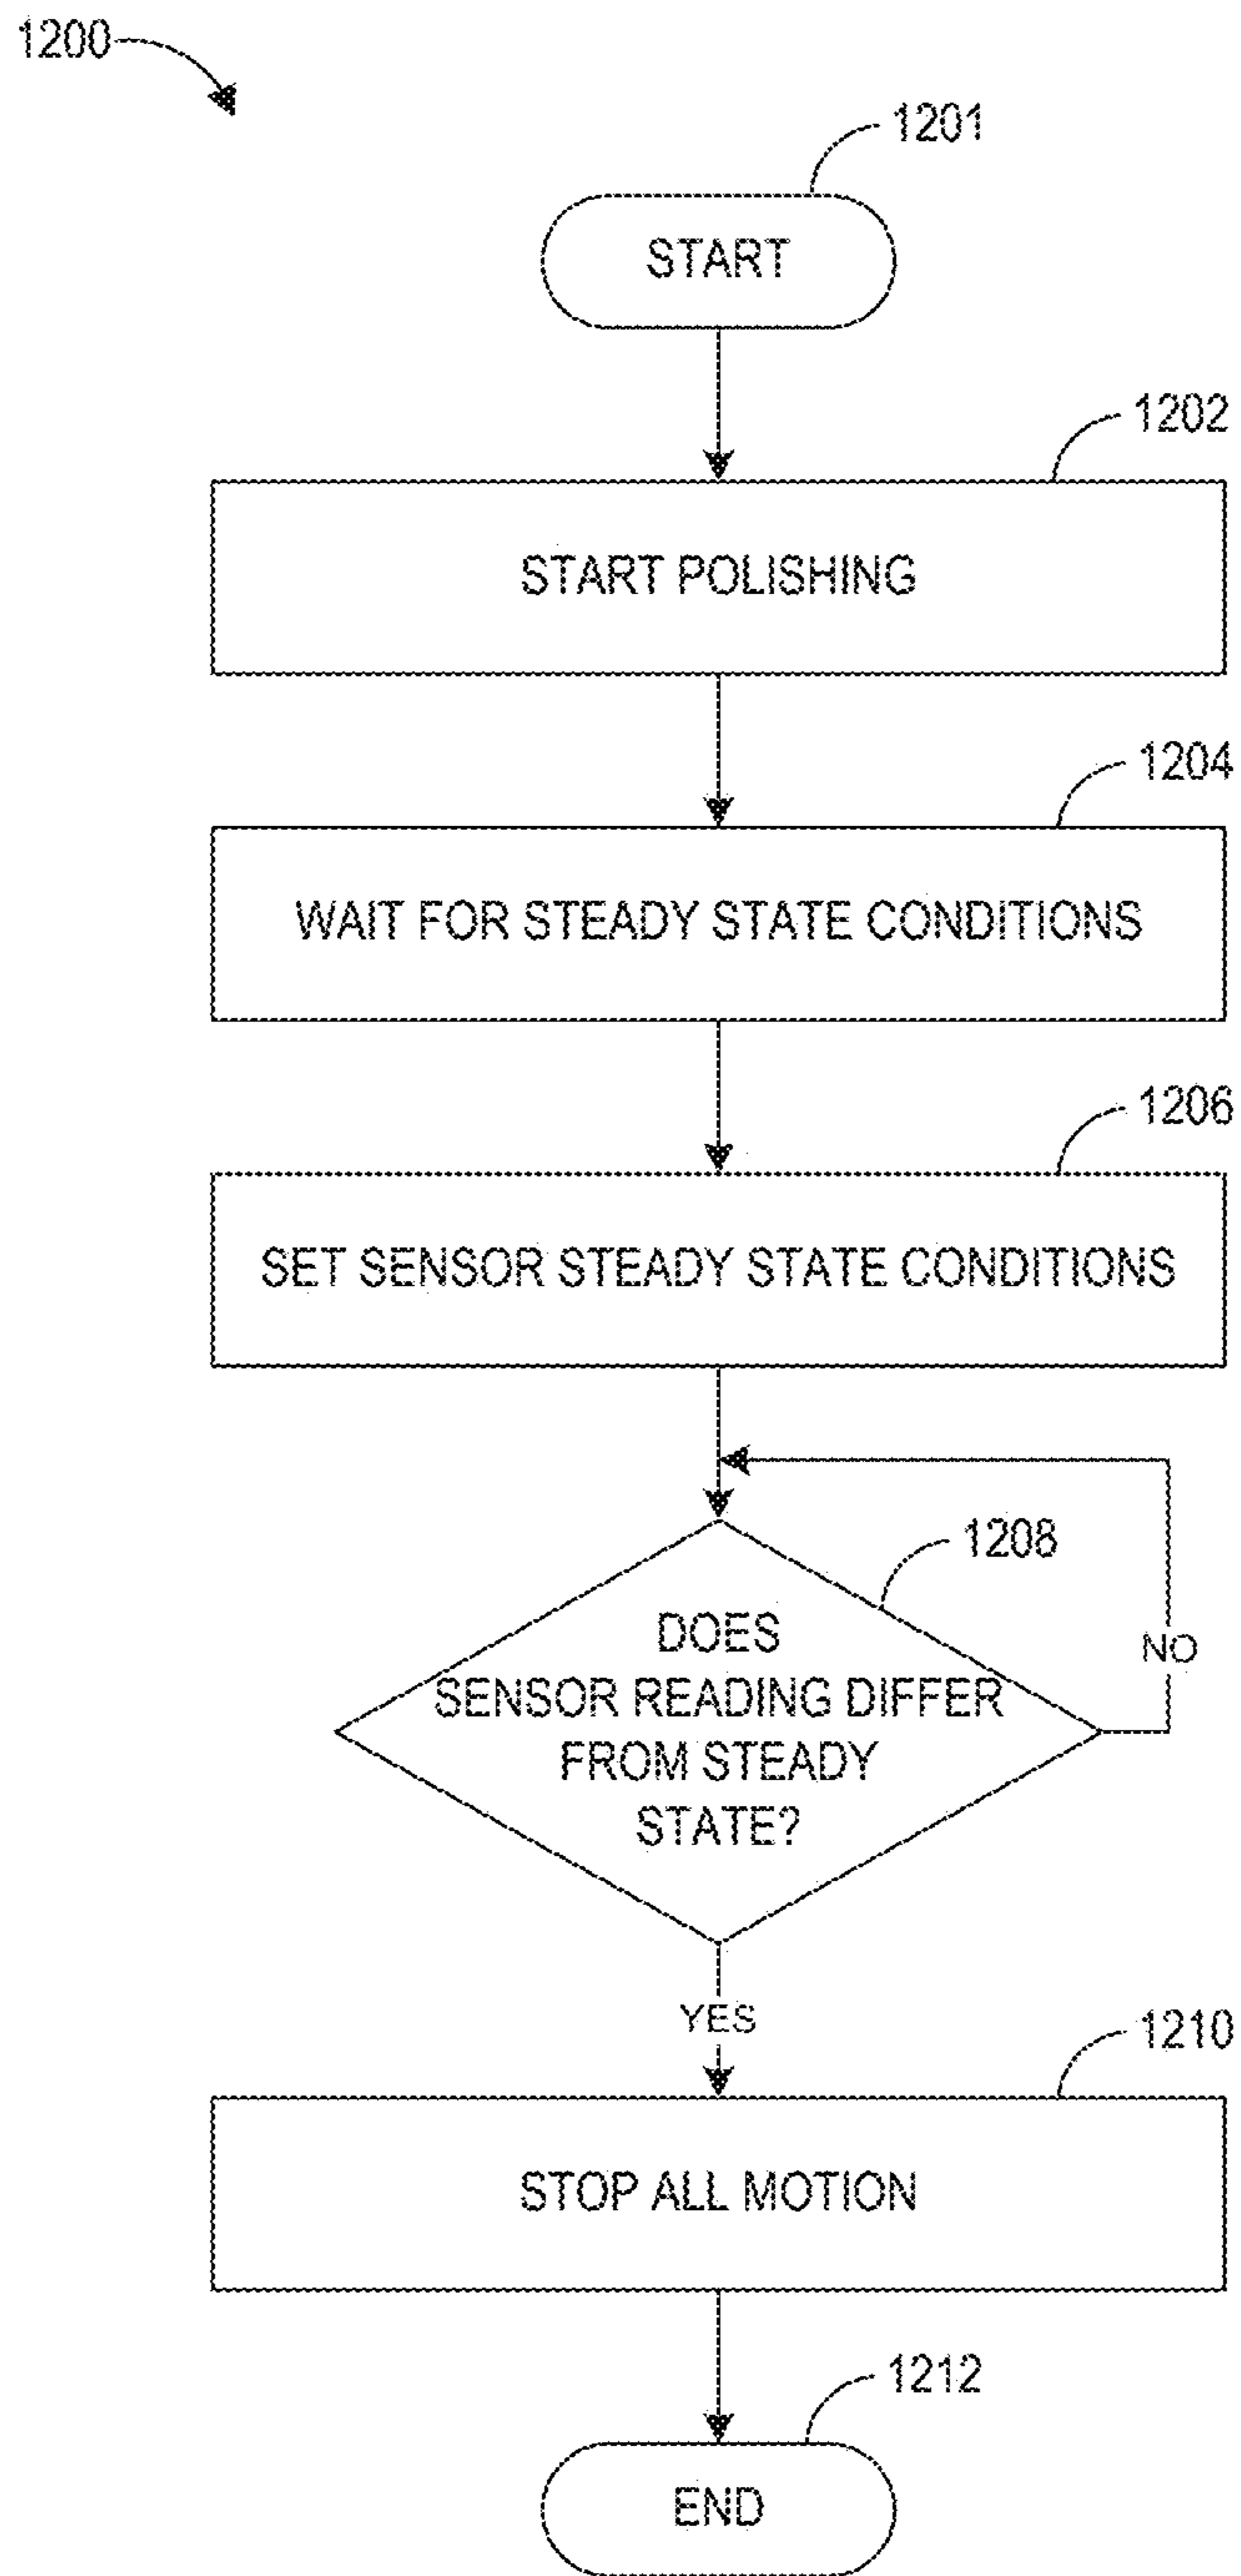 1200
1201
START
1202
START POLISHING
1204
WAIT FOR STEADY STATE CONDITIONS
1206
SET SENSOR STEADY STATE CONDITIONS
1208
DOES
SENSOR READING DIFFER
FROM STEADY
STATE?
NO
YES
1210
STOP ALL MOTION
1212
END